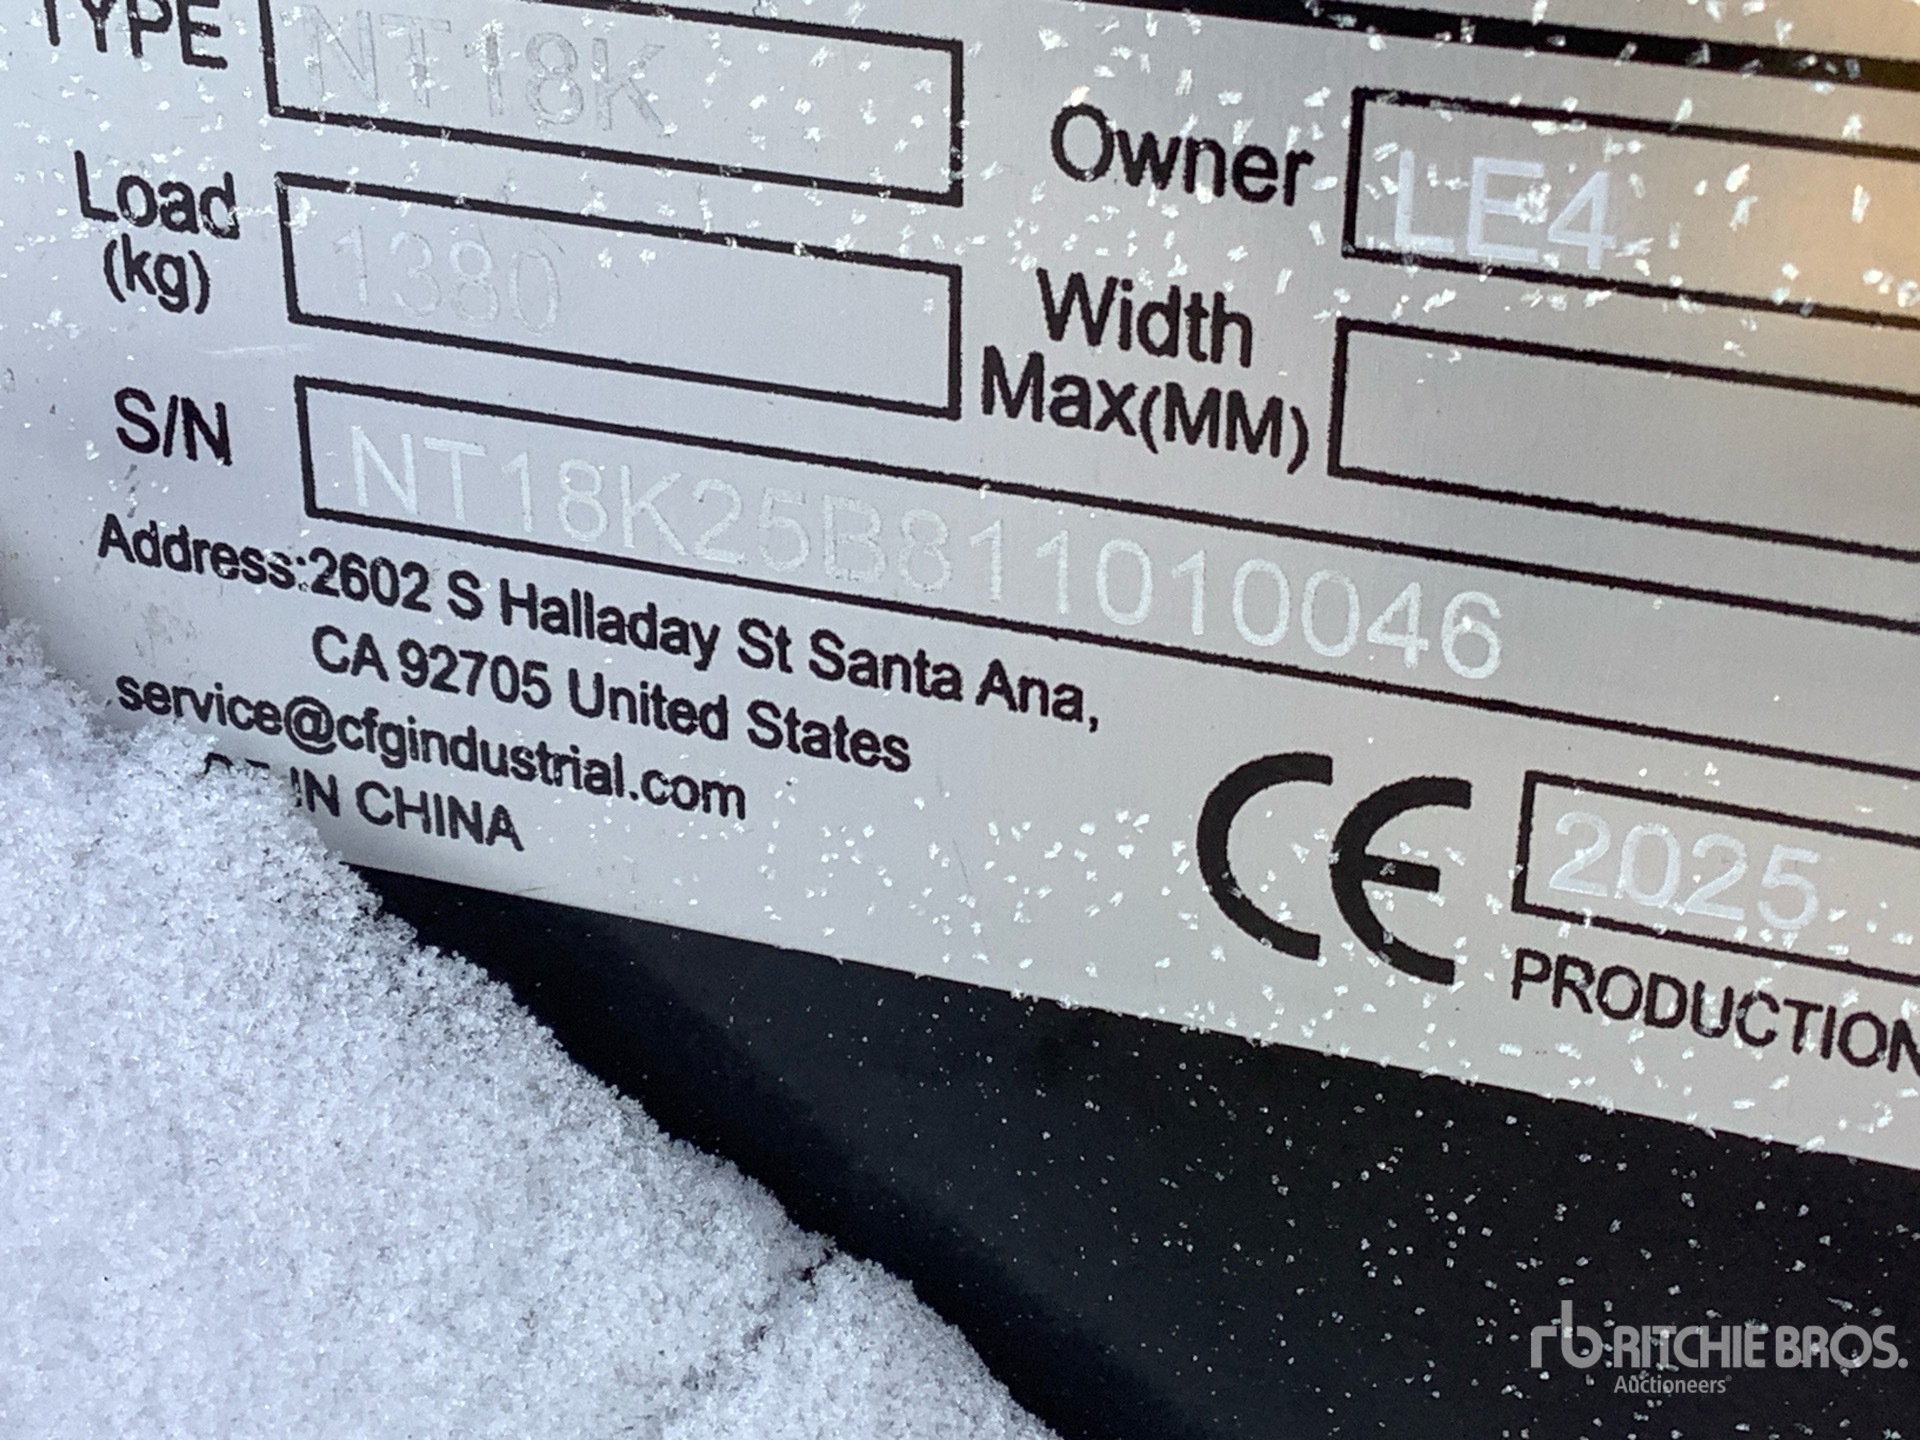 TYPE NT18K
Owner LE4
Load
(kg) 1380
Width
Max(MM)
S/N NT18K25B811010046
Address:2602 S Halladay St Santa Ana,
CA 92705 United States
service@cfgindustrial.com
IN CHINA
CE 2025
PRODUCTION
rb RITCHIE BROS.
Auctioneers